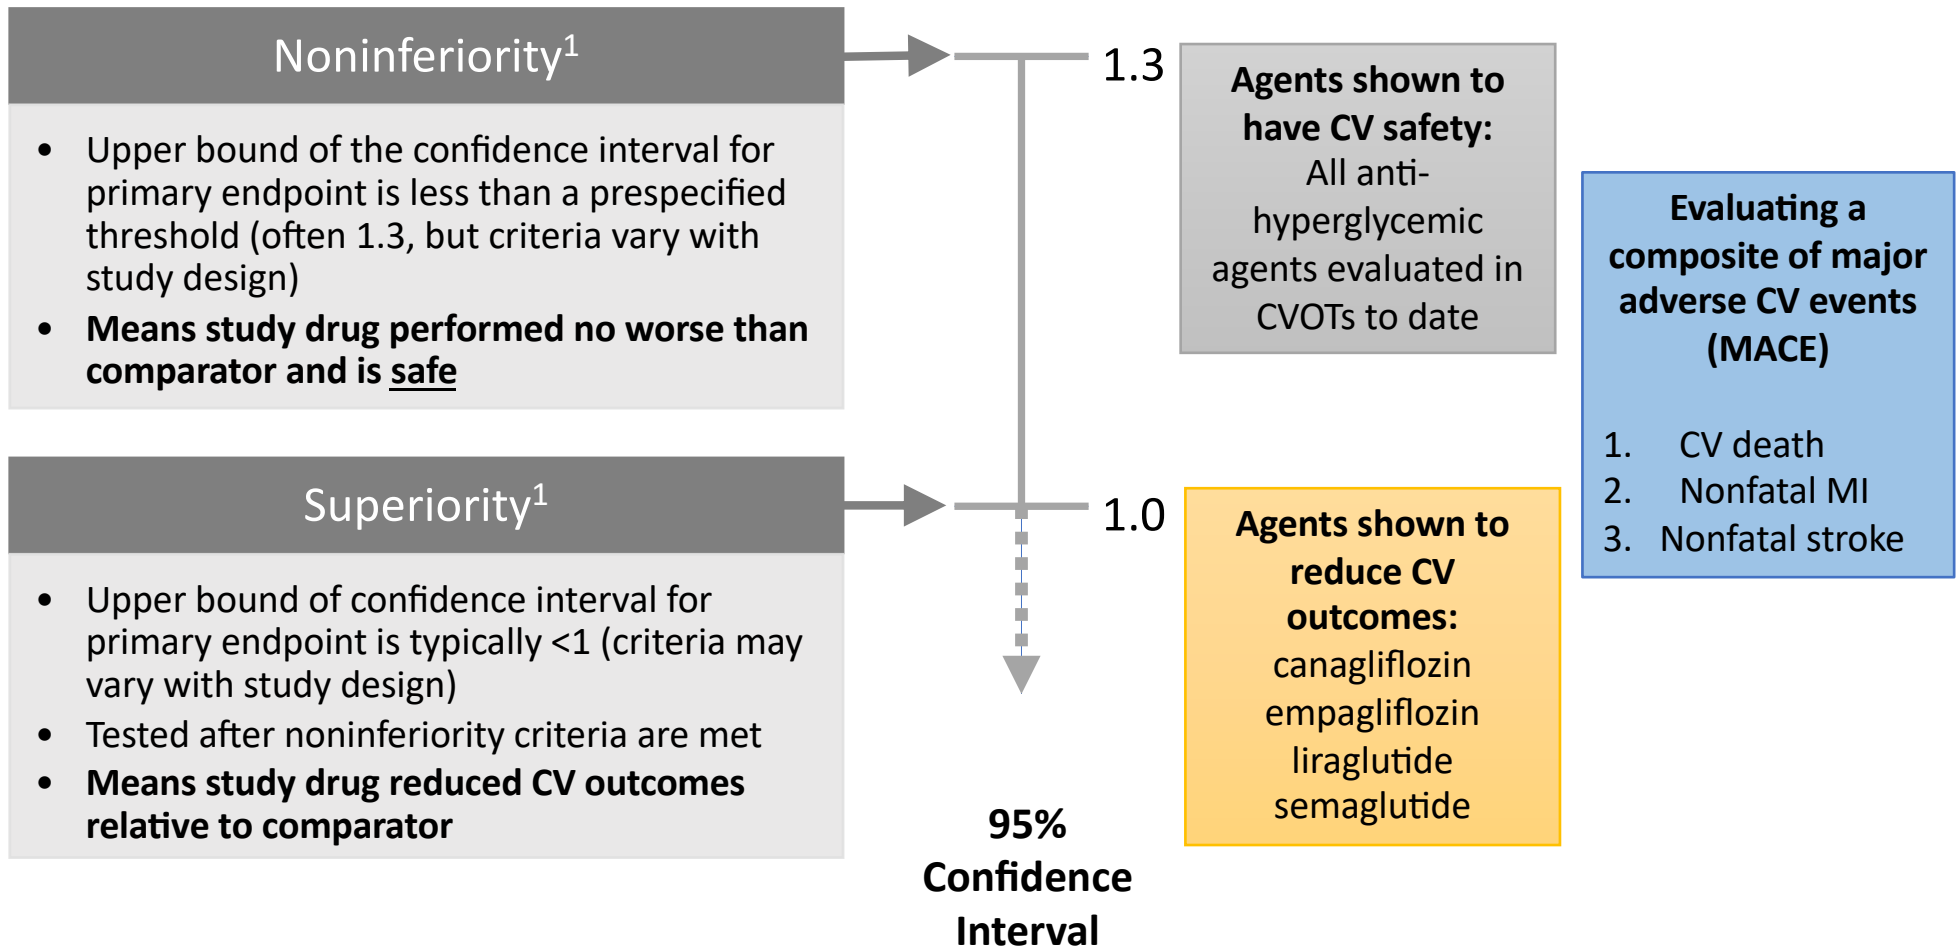 Noninferiority¹
• Upper bound of the confidence interval for
primary endpoint is less than a prespecified
threshold (often 1.3, but criteria vary with
study design)
• Means study drug performed no worse than
comparator and is safe
Superiority¹
• Upper bound of confidence interval for
primary endpoint is typically <1 (criteria may
vary with study design)
• Tested after noninferiority criteria are met
• Means study drug reduced CV outcomes
relative to comparator
1.3
1.0
95%
Confidence
Interval
Agents shown to
have CV safety:
All anti-
hyperglycemic
agents evaluated in
CVOTs to date
Agents shown to
reduce CV
outcomes:
canagliflozin
empagliflozin
liraglutide
semaglutide
Evaluating a
composite of major
adverse CV events
(MACE)
1. CV death
2. Nonfatal MI
3. Nonfatal stroke